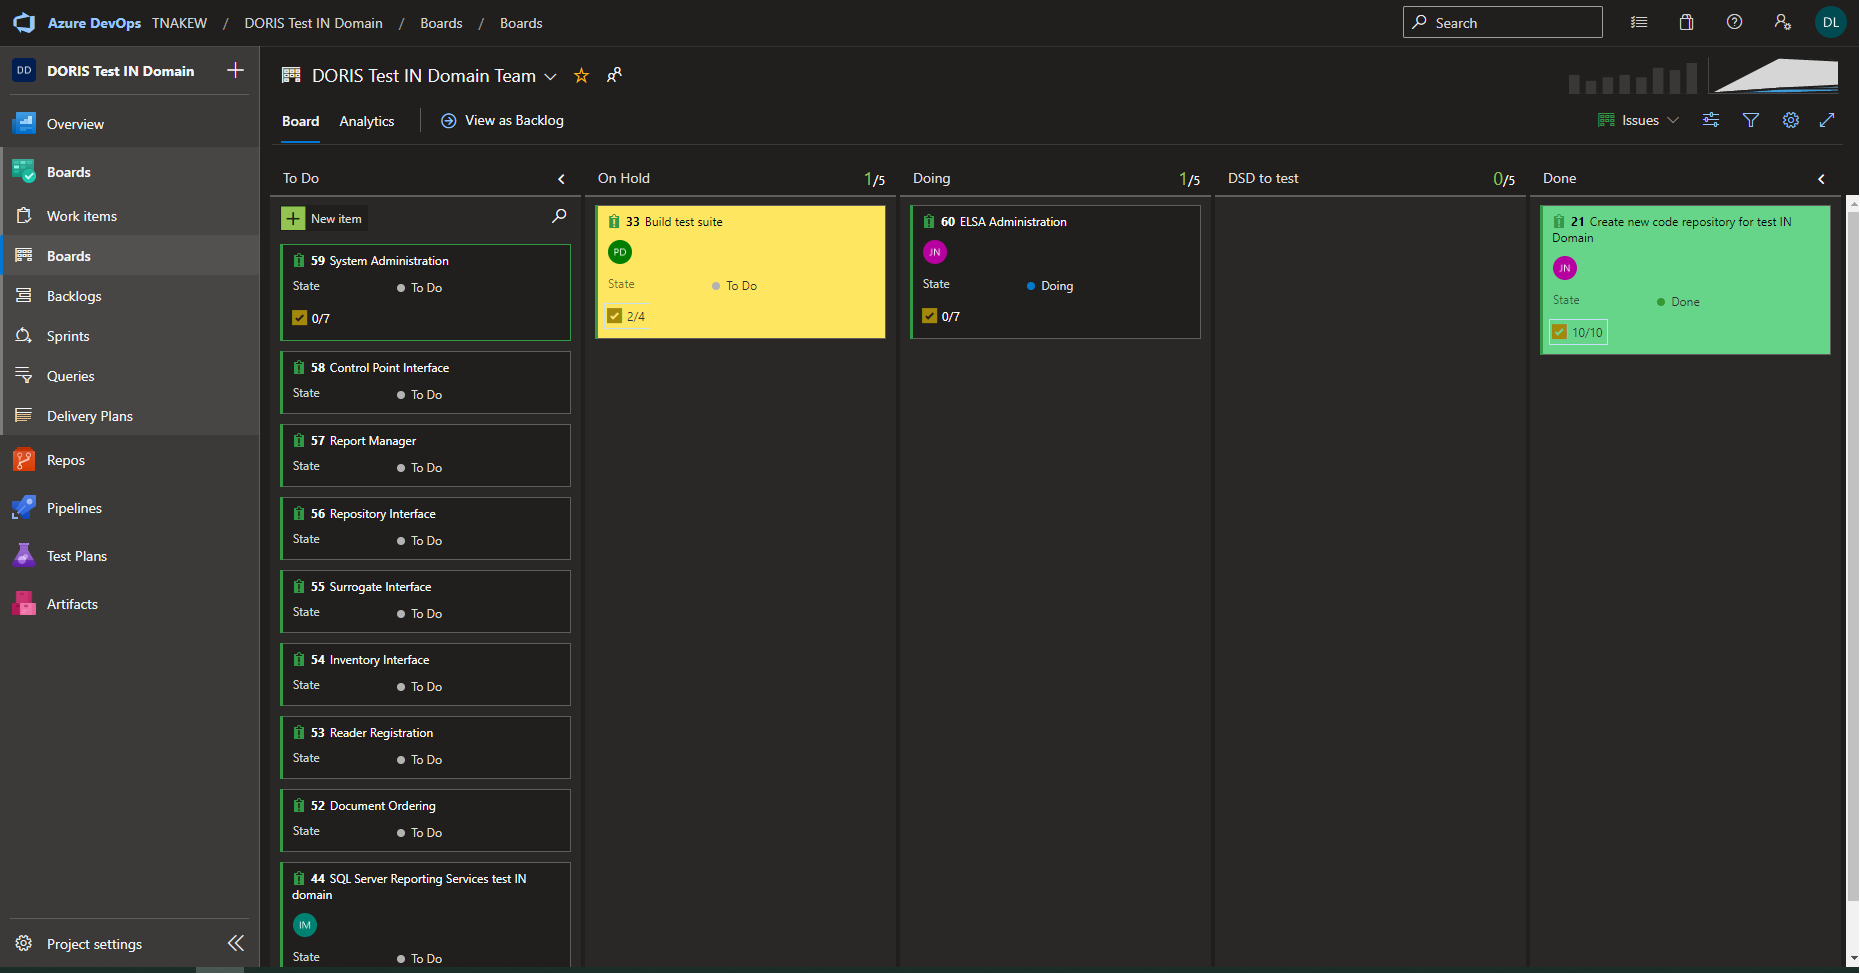 Azure DevOps TNAKEW / DORIS Test IN Domain / Boards / Boards
Search
DL
DD DORIS Test IN Domain
Overview
Boards
Work items
Boards
Backlogs
Sprints
Queries
Delivery Plans
Repos
Pipelines
Test Plans
Artifacts
Project settings
DORIS Test IN Domain Team
Board Analytics View as Backlog
Issues
To Do
New item
59 System Administration
State To Do
0/7
58 Control Point Interface
State To Do
57 Report Manager
State To Do
56 Repository Interface
State To Do
55 Surrogate Interface
State To Do
54 Inventory Interface
State To Do
53 Reader Registration
State To Do
52 Document Ordering
State To Do
44 SQL Server Reporting Services test IN
domain
IM
State To Do
On Hold 1/5
33 Build test suite
PD
State To Do
2/4
Doing 1/5
60 ELSA Administration
JN
State Doing
0/7
DSD to test 0/5
Done
21 Create new code repository for test IN
Domain
JN
State Done
10/10